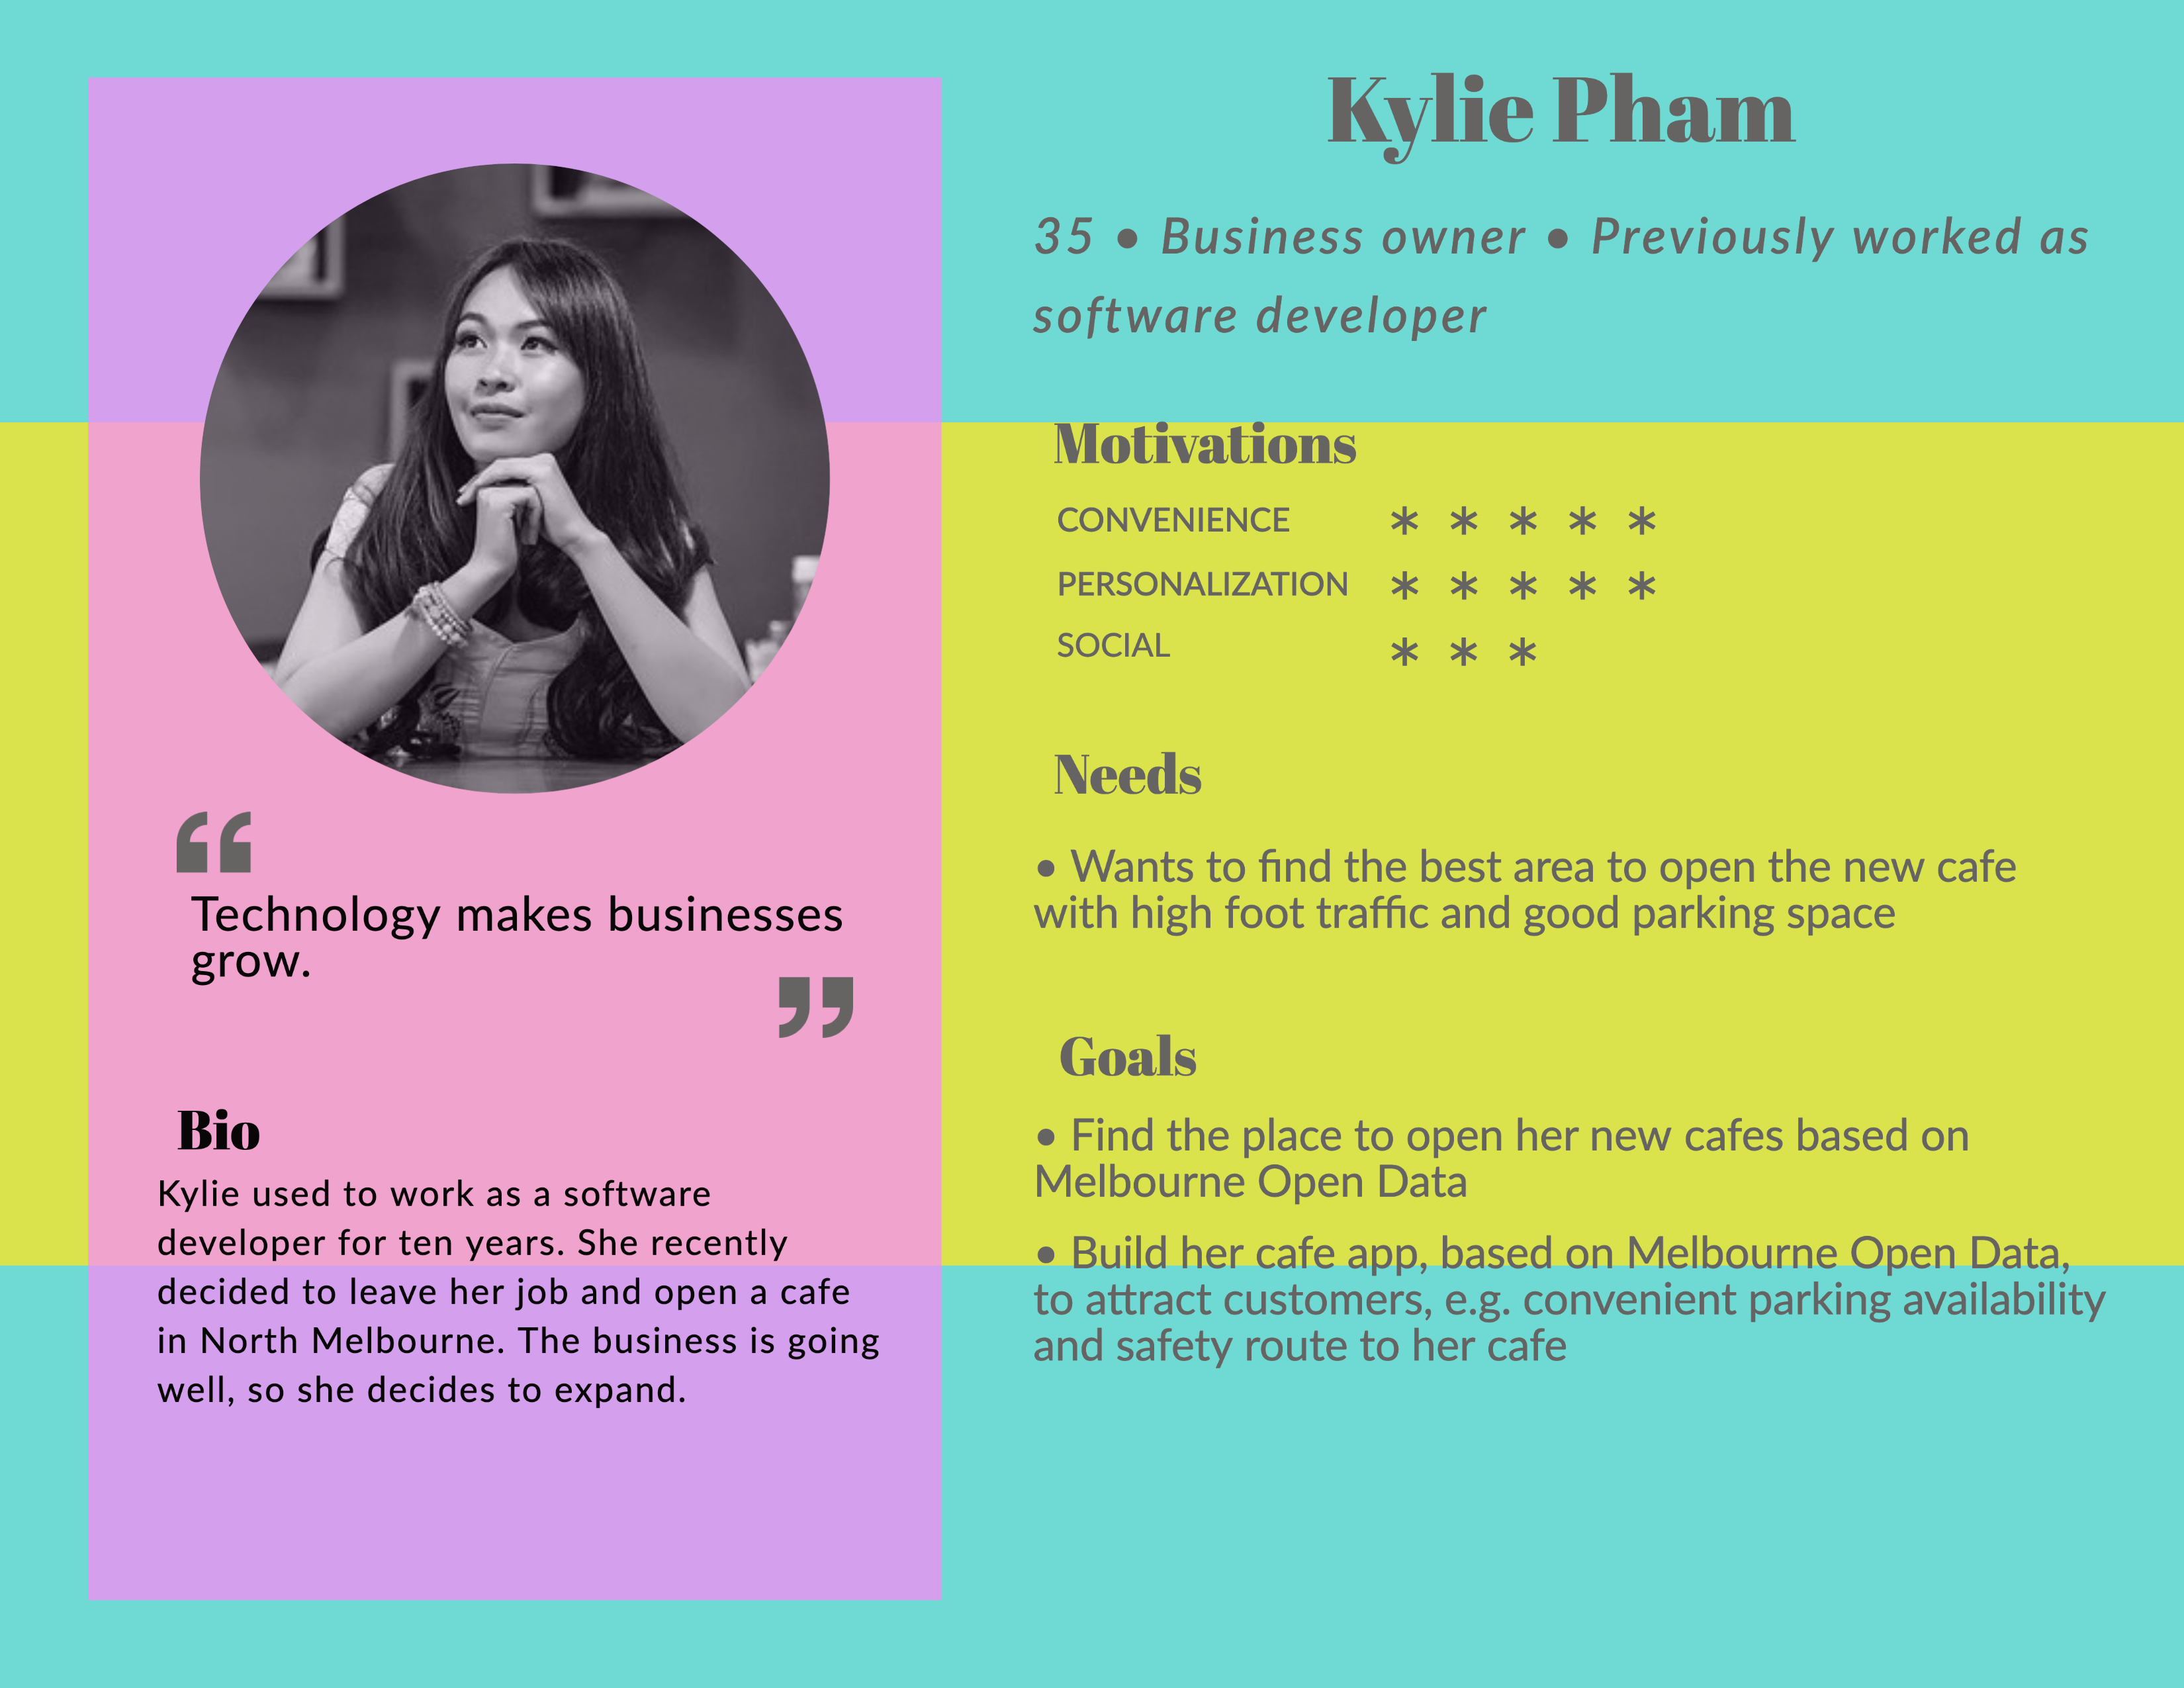 Kylie Pham
35 • Business owner • Previously worked as
software developer
Motivations
CONVENIENCE * * * * *
PERSONALIZATION * * * * *
SOCIAL * * *
Needs
• Wants to find the best area to open the new cafe
with high foot traffic and good parking space
Goals
• Find the place to open her new cafes based on
Melbourne Open Data
• Build her cafe app, based on Melbourne Open Data,
to attract customers, e.g. convenient parking availability
and safety route to her cafe
“
Technology makes businesses
grow.
”
Bio
Kylie used to work as a software
developer for ten years. She recently
decided to leave her job and open a cafe
in North Melbourne. The business is going
well, so she decides to expand.